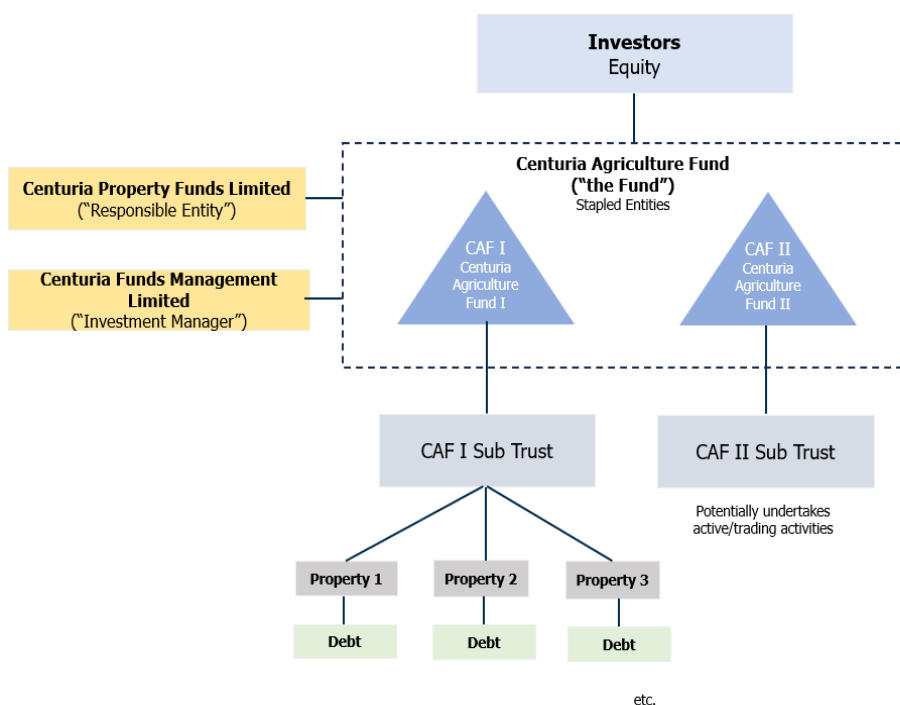 Investors
Equity
Centuria Agriculture Fund
(“the Fund”)
Stapled Entities
Centuria Property Funds Limited
(“Responsible Entity”)
Centuria Funds Management
Limited
(“Investment Manager”)
CAF I
Centuria
Agriculture
Fund I
CAF II
Centuria
Agriculture
Fund II
CAF I Sub Trust
CAF II Sub Trust
Potentially undertakes
active/trading activities
Property 1
Property 2
Property 3
Debt
Debt
Debt
etc.